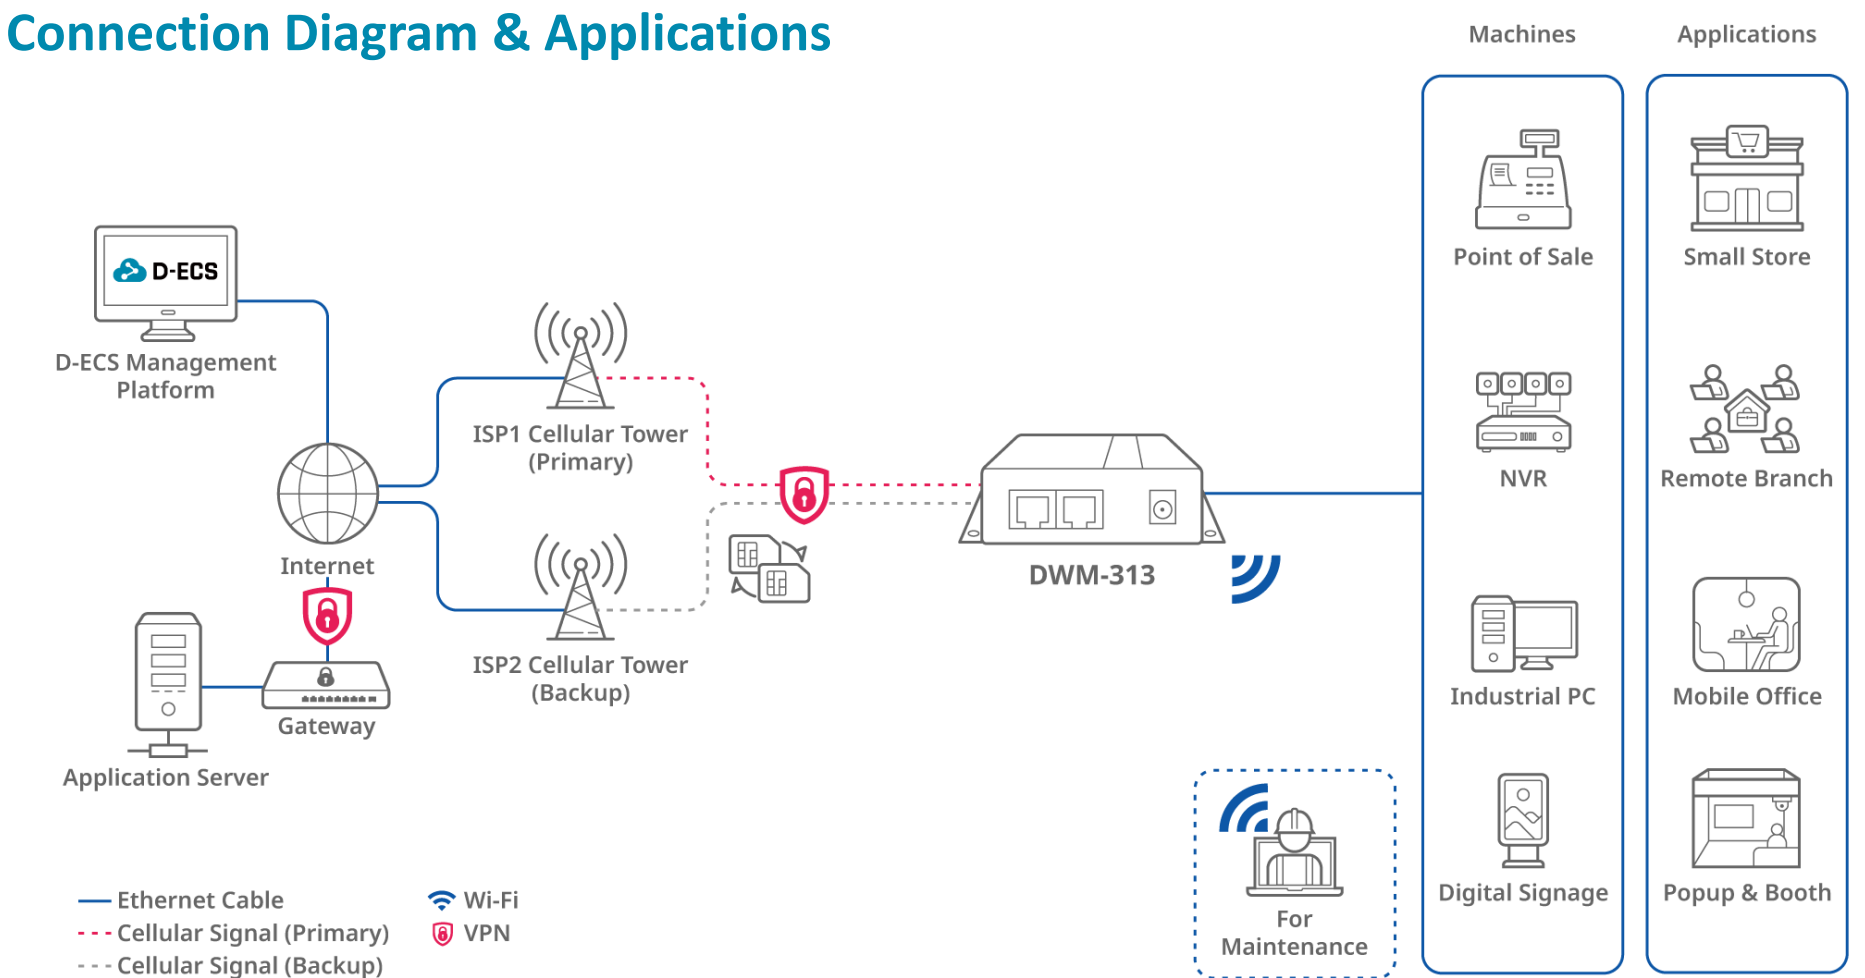 Connection Diagram & Applications
Machines
Applications
D-ECS
D-ECS Management
Platform
Internet
Gateway
Application Server
ISP1 Cellular Tower
(Primary)
ISP2 Cellular Tower
(Backup)
DWM-313
For
Maintenance
Point of Sale
NVR
Industrial PC
Digital Signage
Small Store
Remote Branch
Mobile Office
Popup & Booth
Ethernet Cable
Cellular Signal (Primary)
Cellular Signal (Backup)
Wi-Fi
VPN